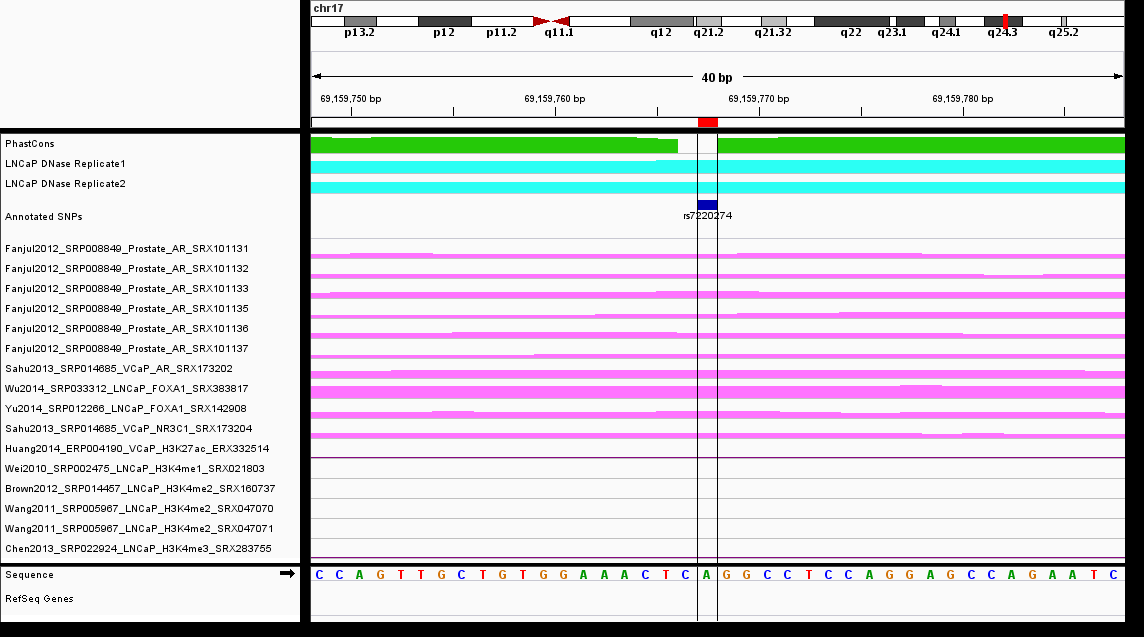 chr17
p13.2 p12 p11.2 q11.1 q12 q21.2 q21.32 q22 q23.1 q24.1 q24.3 q25.2
40 bp
69,159,750 bp 69,159,760 bp 69,159,770 bp 69,159,780 bp
PhastCons
LNCaP DNase Replicate1
LNCaP DNase Replicate2
Annotated SNPs
rs7220274
Fanjul2012_SRP008849_Prostate_AR_SRX101131
Fanjul2012_SRP008849_Prostate_AR_SRX101132
Fanjul2012_SRP008849_Prostate_AR_SRX101133
Fanjul2012_SRP008849_Prostate_AR_SRX101135
Fanjul2012_SRP008849_Prostate_AR_SRX101136
Fanjul2012_SRP008849_Prostate_AR_SRX101137
Sahu2013_SRP014685_VCaP_AR_SRX173202
Wu2014_SRP033312_LNCaP_FOXA1_SRX383817
Yu2014_SRP012266_LNCaP_FOXA1_SRX142908
Sahu2013_SRP014685_VCaP_NR3C1_SRX173204
Huang2014_ERP004190_VCaP_H3K27ac_ERX332514
Wei2010_SRP002475_LNCaP_H3K4me1_SRX021803
Brown2012_SRP014457_LNCaP_H3K4me2_SRX160737
Wang2011_SRP005967_LNCaP_H3K4me2_SRX047070
Wang2011_SRP005967_LNCaP_H3K4me2_SRX047071
Chen2013_SRP022924_LNCaP_H3K4me3_SRX283755
Sequence C C A G T T G C T G T G G A A A C T C A G G C C T C C A G G A G C C A G A A T C
RefSeq Genes